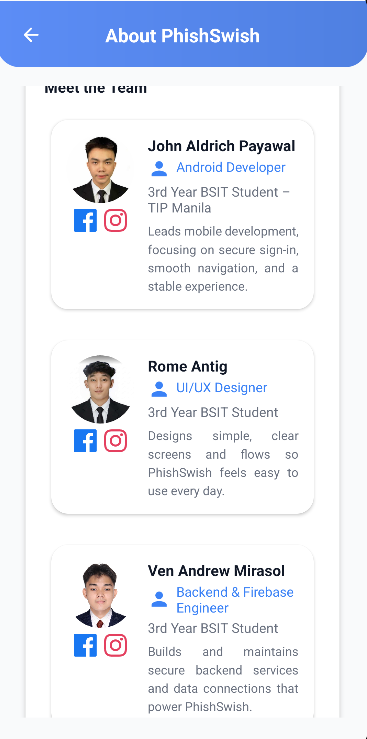 About PhishSwish
Meet the Team
John Aldrich Payawal
Android Developer
3rd Year BSIT Student –
TIP Manila
Leads mobile development,
focusing on secure sign-in,
smooth navigation, and a
stable experience.
Rome Antig
UI/UX Designer
3rd Year BSIT Student
Designs simple, clear
screens and flows so
PhishSwish feels easy to
use every day.
Ven Andrew Mirasol
Backend & Firebase
Engineer
3rd Year BSIT Student
Builds and maintains
secure backend services
and data connections that
power PhishSwish.